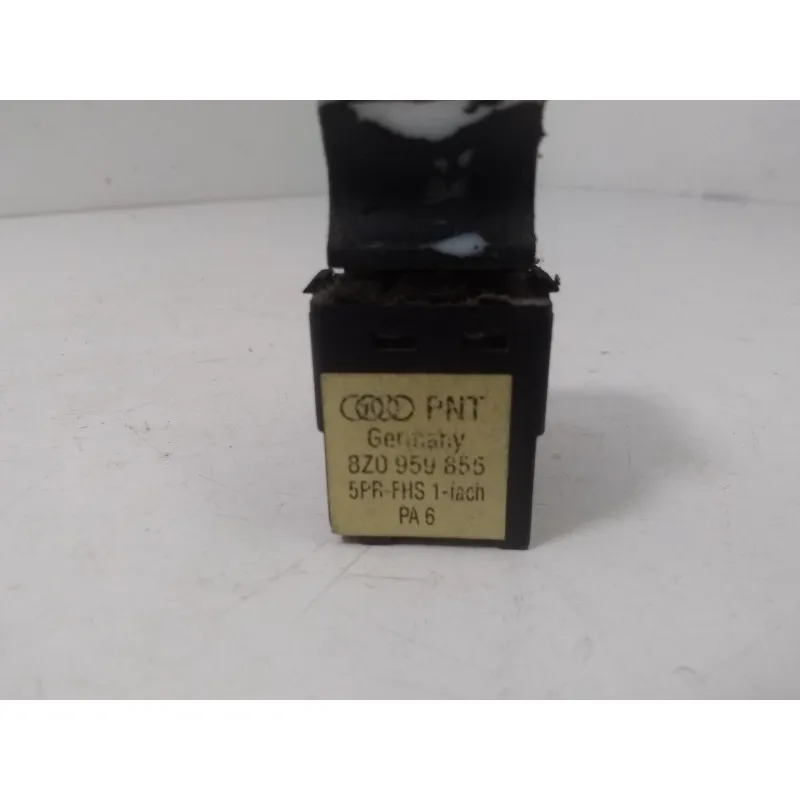 PNT
Germany
8Z0 959 855
5PR-FHS 1-fach
PA 6